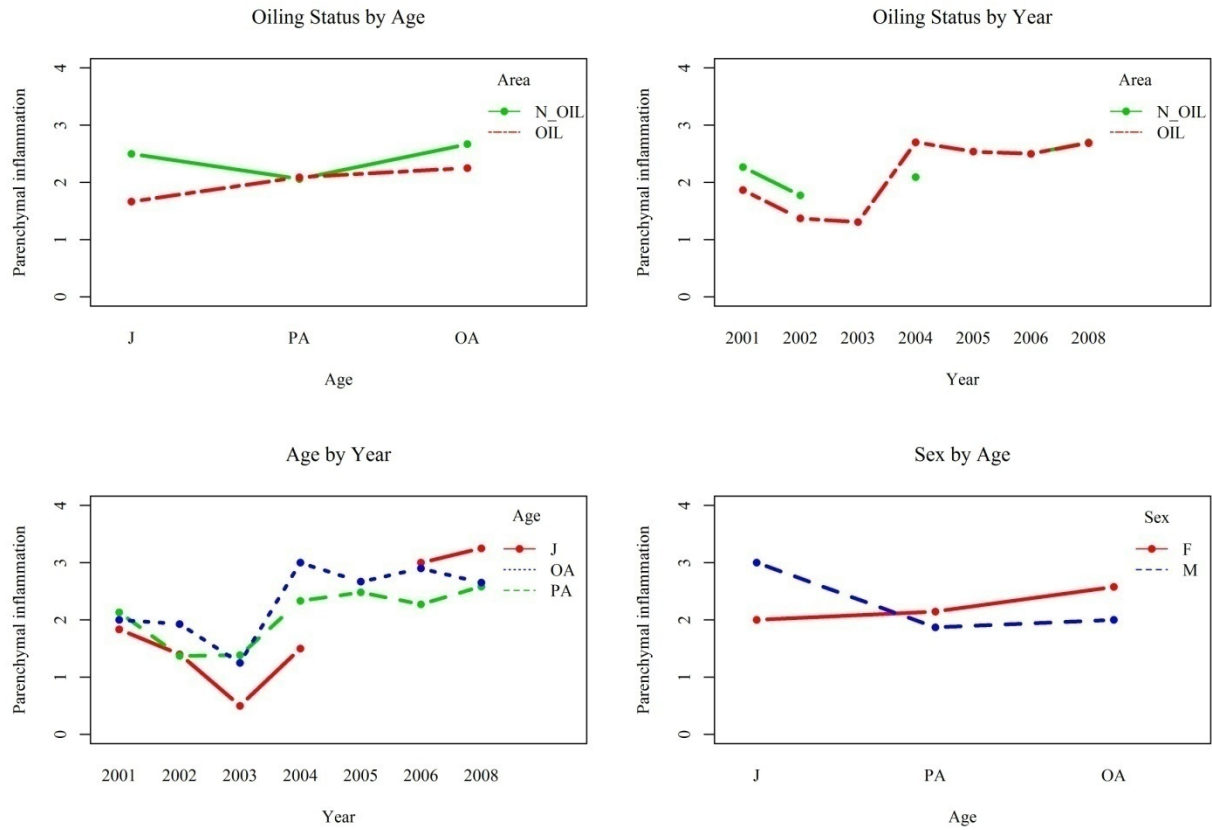 Oiling Status by Age
Parenchymal inflammation
0 1 2 3 4
Area
N_OIL
OIL
J PA OA
Age
Oiling Status by Year
Parenchymal inflammation
0 1 2 3 4
Area
N_OIL
OIL
2001 2002 2003 2004 2005 2006 2008
Year
Age by Year
Parenchymal inflammation
0 1 2 3 4
Age
J
OA
PA
2001 2002 2003 2004 2005 2006 2008
Year
Sex by Age
Parenchymal inflammation
0 1 2 3 4
Sex
F
M
J PA OA
Age